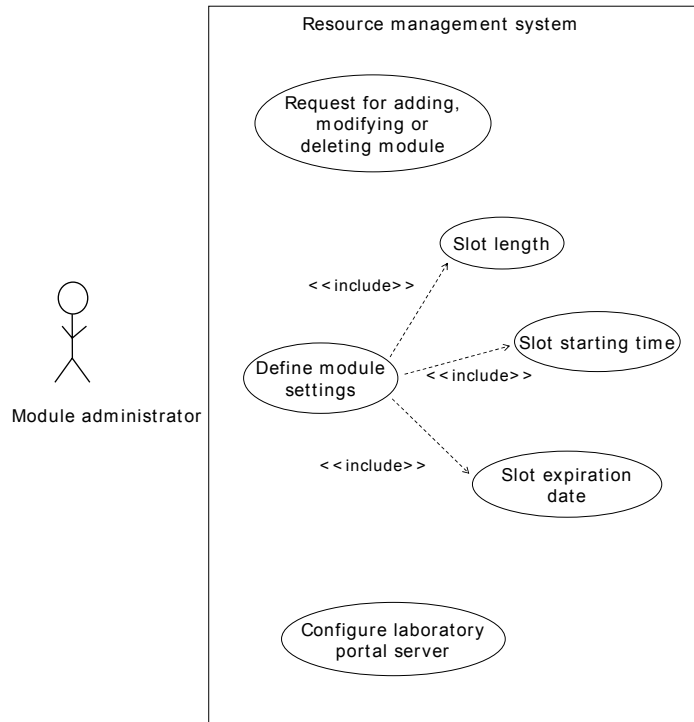 Resource management system
Request for adding,
modifying or
deleting module
Slot length
<<include>>
Slot starting time
Define module
settings
<<include>>
Module administrator
<<include>>
Slot expiration
date
Configure laboratory
portal server